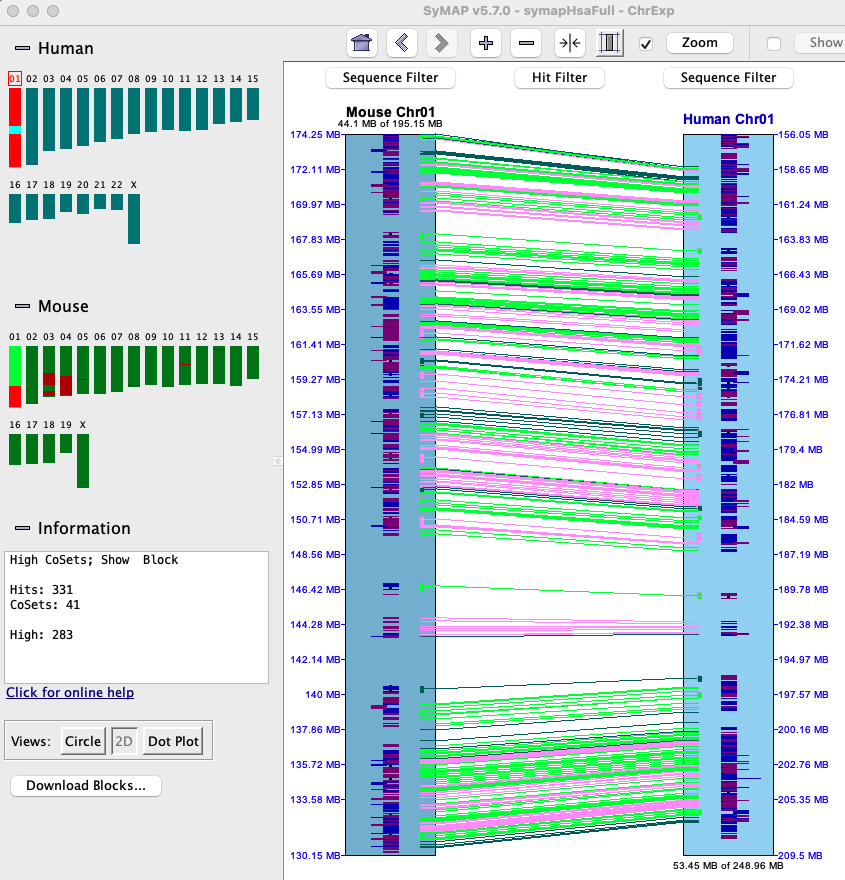 SyMAP v5.7.0 - symapHsaFull - ChrExp
Human
01 02 03 04 05 06 07 08 09 10 11 12 13 14 15
16 17 18 19 20 21 22 X
Mouse
01 02 03 04 05 06 07 08 09 10 11 12 13 14 15
16 17 18 19 X
Information
High CoSets; Show Block
Hits: 331
CoSets: 41
High: 283
Click for online help
Views: Circle 2D Dot Plot
Download Blocks...
Zoom Show
Sequence Filter Hit Filter Sequence Filter
Mouse Chr01
44.1 MB of 195.15 MB
Human Chr01
174.25 MB 156.05 MB
172.11 MB 158.65 MB
169.97 MB 161.24 MB
167.83 MB 163.83 MB
165.69 MB 166.43 MB
163.55 MB 169.02 MB
161.41 MB 171.62 MB
159.27 MB 174.21 MB
157.13 MB 176.81 MB
154.99 MB 179.4 MB
152.85 MB 182 MB
150.71 MB 184.59 MB
148.56 MB 187.19 MB
146.42 MB 189.78 MB
144.28 MB 192.38 MB
142.14 MB 194.97 MB
140 MB 197.57 MB
137.86 MB 200.16 MB
135.72 MB 202.76 MB
133.58 MB 205.35 MB
130.15 MB 209.5 MB
53.45 MB of 248.96 MB